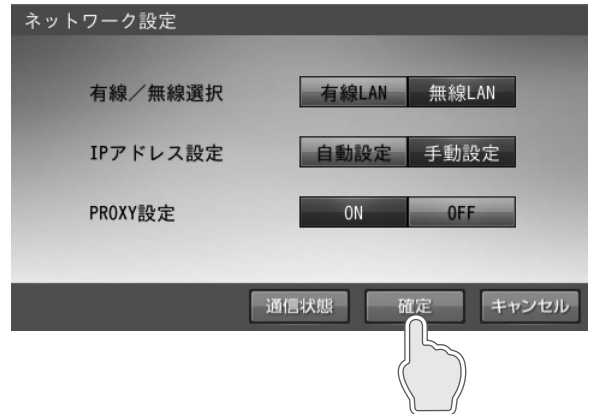 ネットワーク設定
有線／無線選択 有線LAN 無線LAN
IPアドレス設定 自動設定 手動設定
PROXY設定 ON OFF
通信状態 確定 キャンセル